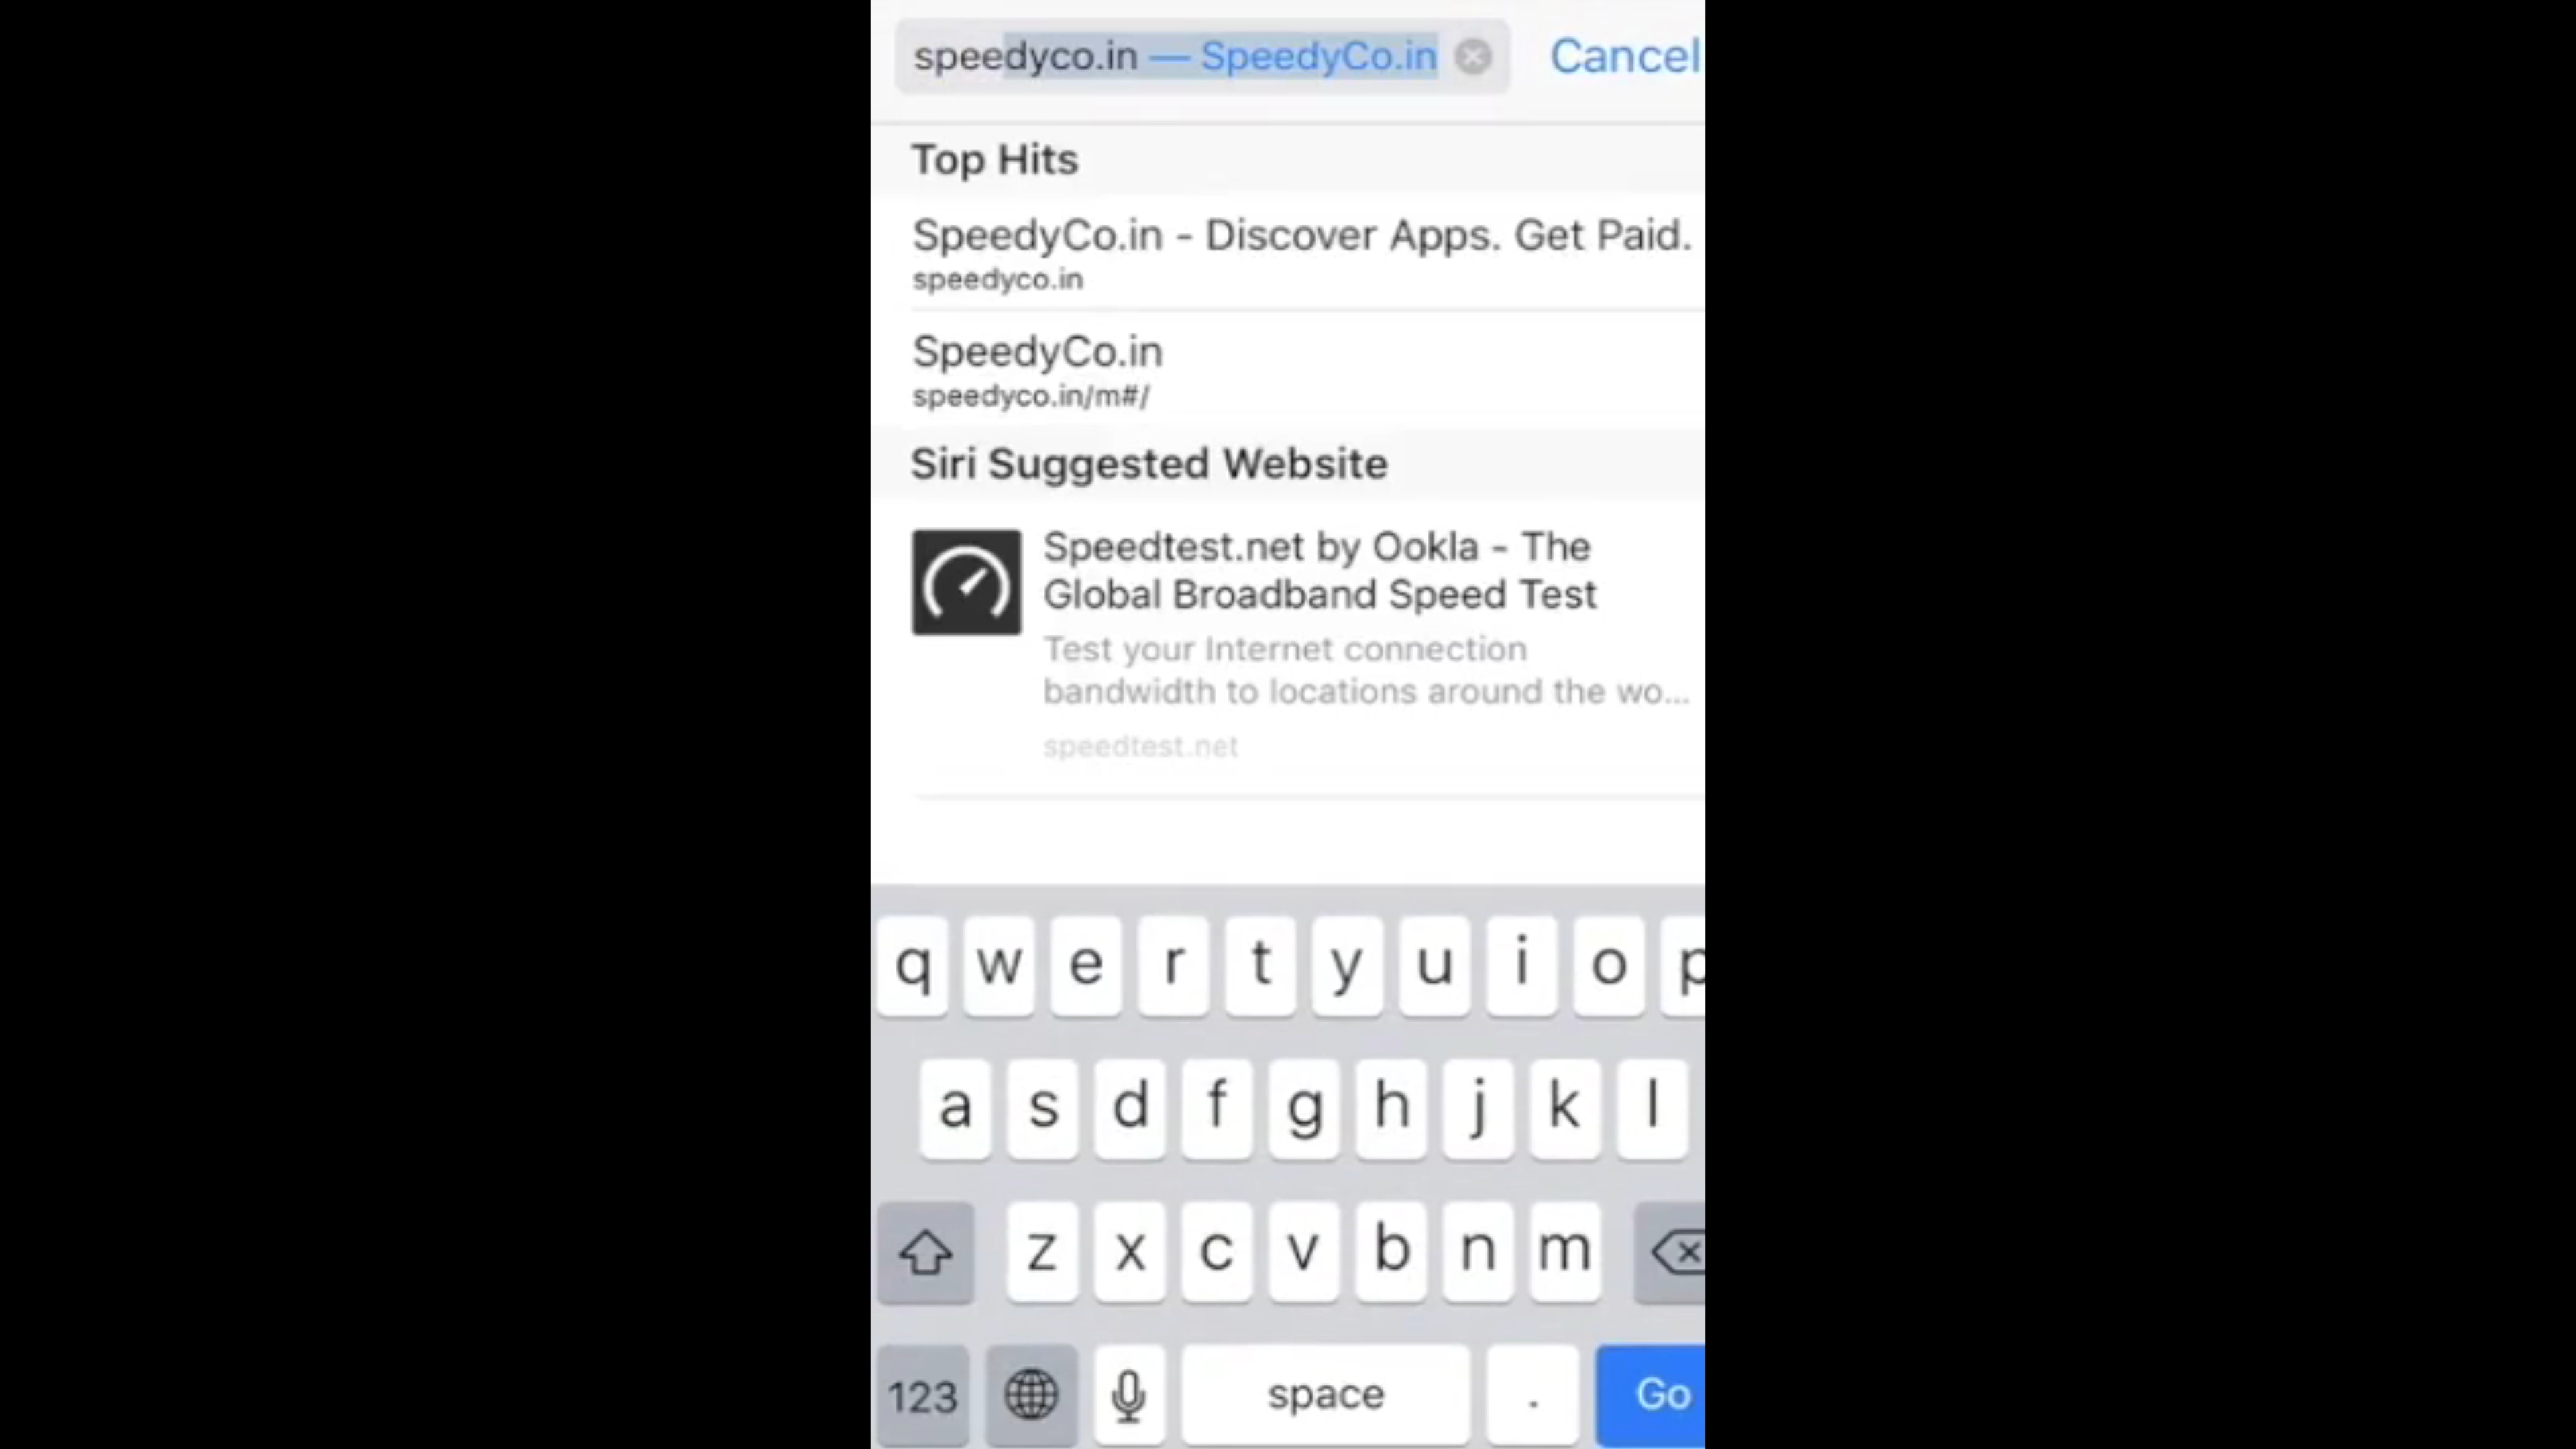 speedyco.in — SpeedyCo.in Cancel
Top Hits
SpeedyCo.in - Discover Apps. Get Paid.
speedyco.in
SpeedyCo.in
speedyco.in/m#/
Siri Suggested Website
Speedtest.net by Ookla - The
Global Broadband Speed Test
Test your Internet connection
bandwidth to locations around the wo...
speedtest.net
q w e r t y u i o p
a s d f g h j k l
z x c v b n m
123 space . Go